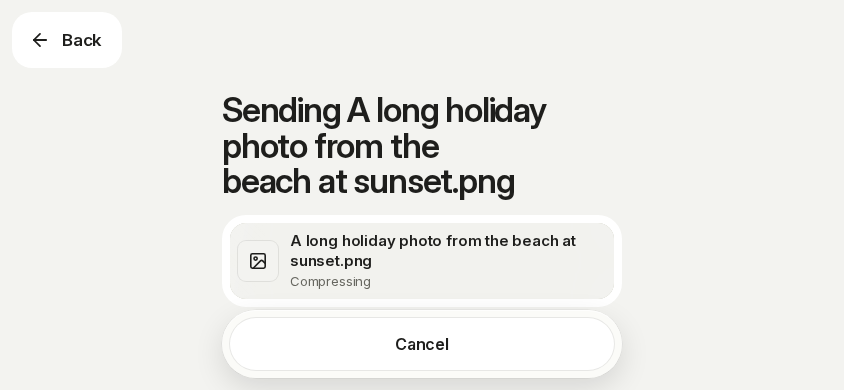 Back
Sending A long holiday
photo from the
beach at sunset.png
A long holiday photo from the beach at
sunset.png
Compressing
Cancel